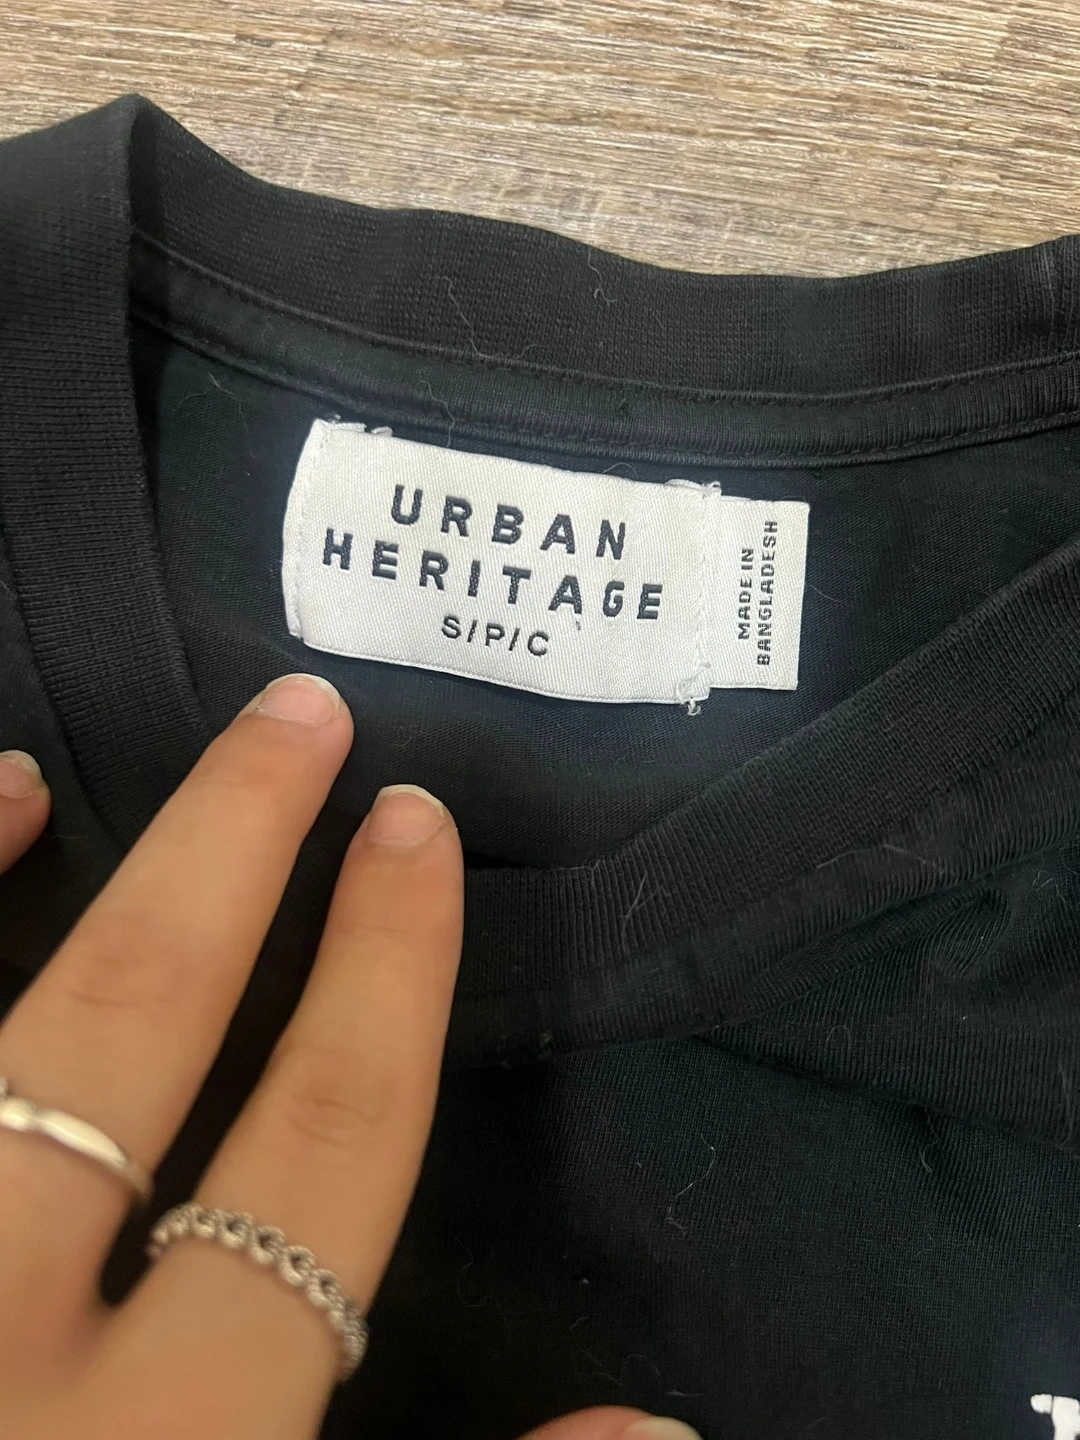 URBAN
HERITAGE
S/P/C
MADE IN
BANGLADESH